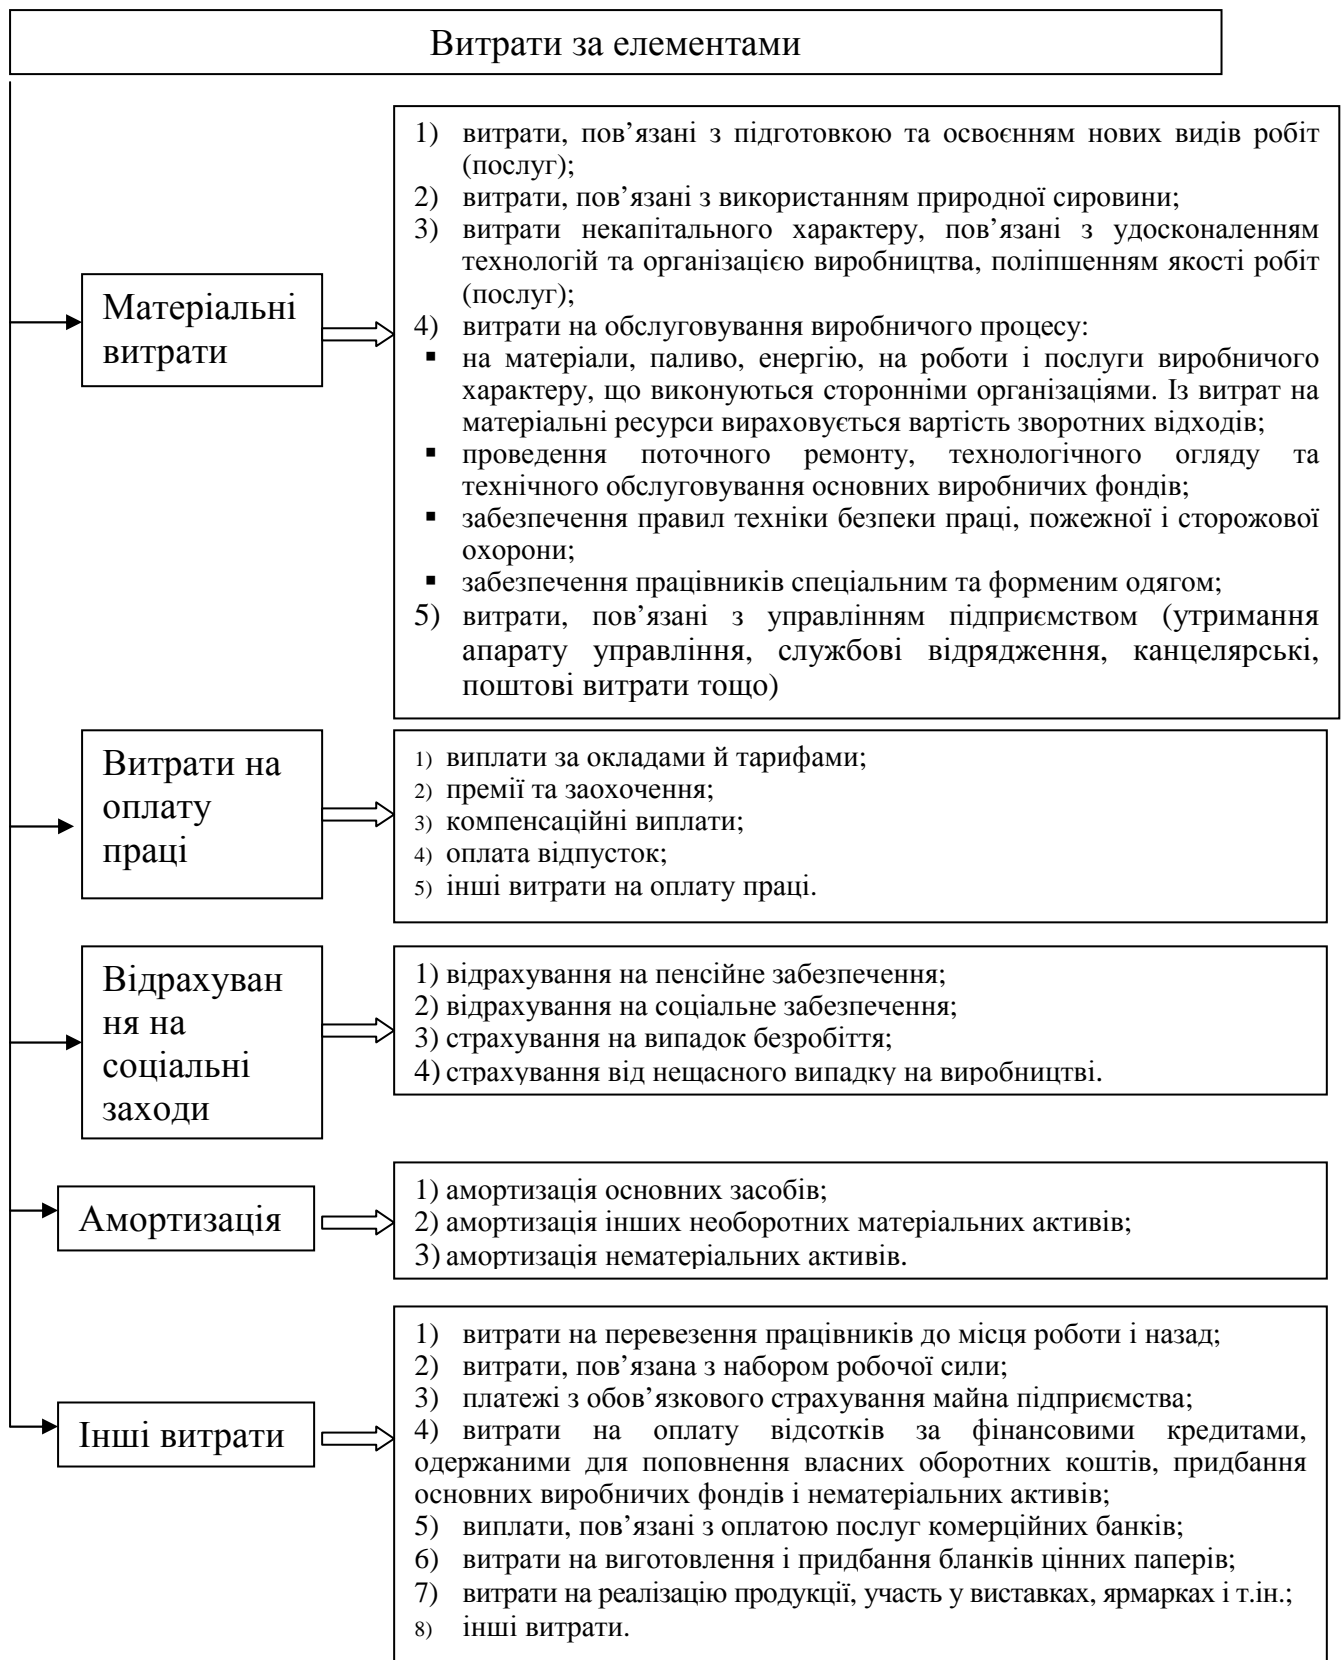 Витрати за елементами
Матеріальні
витрати
1) витрати, пов’язані з підготовкою та освоєнням нових видів робіт
(послуг);
2) витрати, пов’язані з використанням природної сировини;
3) витрати некапітального характеру, пов’язані з удосконаленням
технологій та організацією виробництва, поліпшенням якості робіт
(послуг);
4) витрати на обслуговування виробничого процесу:
▪ на матеріали, паливо, енергію, на роботи і послуги виробничого
характеру, що виконуються сторонніми організаціями. Із витрат на
матеріальні ресурси вираховується вартість зворотних відходів;
▪ проведення поточного ремонту, технологічного огляду та
технічного обслуговування основних виробничих фондів;
▪ забезпечення правил техніки безпеки праці, пожежної і сторожової
охорони;
▪ забезпечення працівників спеціальним та форменим одягом;
5) витрати, пов’язані з управлінням підприємством (утримання
апарату управління, службові відрядження, канцелярські,
поштові витрати тощо)
Витрати на
оплату
праці
1) виплати за окладами й тарифами;
2) премії та заохочення;
3) компенсаційні виплати;
4) оплата відпусток;
5) інші витрати на оплату праці.
Відрахуван
ня на
соціальні
заходи
1) відрахування на пенсійне забезпечення;
2) відрахування на соціальне забезпечення;
3) страхування на випадок безробіття;
4) страхування від нещасного випадку на виробництві.
Амортизація
1) амортизація основних засобів;
2) амортизація інших необоротних матеріальних активів;
3) амортизація нематеріальних активів.
Інші витрати
1) витрати на перевезення працівників до місця роботи і назад;
2) витрати, пов’язана з набором робочої сили;
3) платежі з обов’язкового страхування майна підприємства;
4) витрати на оплату відсотків за фінансовими кредитами,
одержаними для поповнення власних оборотних коштів, придбання
основних виробничих фондів і нематеріальних активів;
5) виплати, пов’язані з оплатою послуг комерційних банків;
6) витрати на виготовлення і придбання бланків цінних паперів;
7) витрати на реалізацію продукції, участь у виставках, ярмарках і т.ін.;
8) інші витрати.